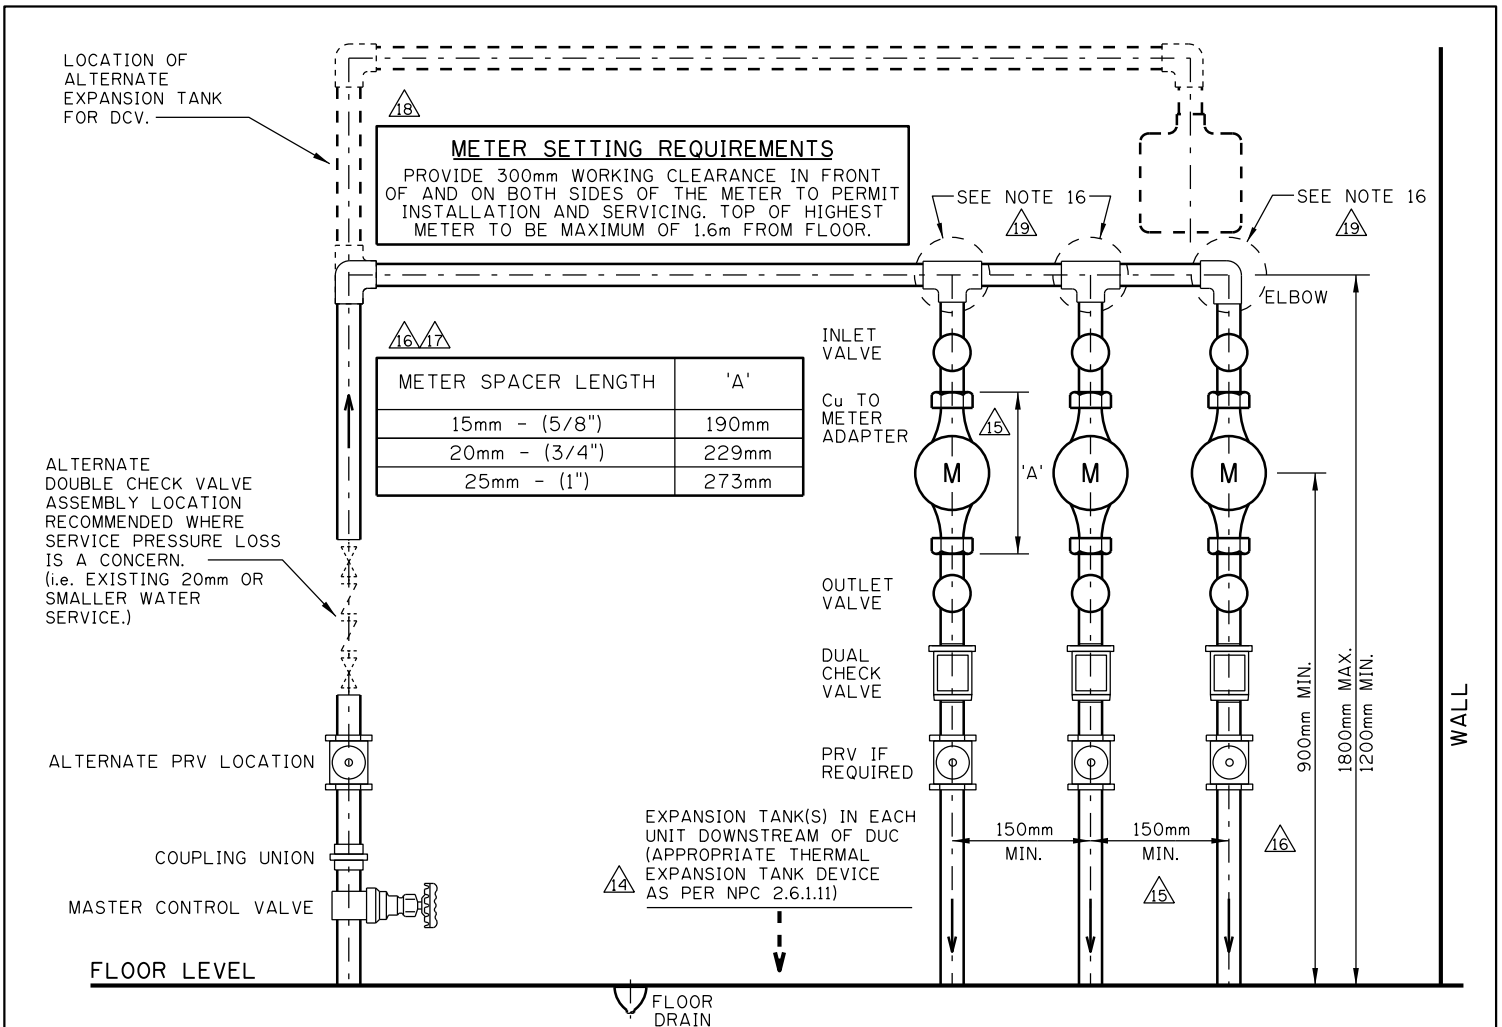 LOCATION OF
ALTERNATE
EXPANSION TANK
FOR DCV.
18
METER SETTING REQUIREMENTS
PROVIDE 300mm WORKING CLEARANCE IN FRONT
OF AND ON BOTH SIDES OF THE METER TO PERMIT
INSTALLATION AND SERVICING. TOP OF HIGHEST
METER TO BE MAXIMUM OF 1.6m FROM FLOOR.
SEE NOTE 16
19
SEE NOTE 16
19
ELBOW
16 17
METER SPACER LENGTH 'A'
15mm - (5/8") 190mm
20mm - (3/4") 229mm
25mm - (1") 273mm
INLET
VALVE
Cu TO
METER
ADAPTER
15
'A'
M M M
ALTERNATE
DOUBLE CHECK VALVE
ASSEMBLY LOCATION
RECOMMENDED WHERE
SERVICE PRESSURE LOSS
IS A CONCERN.
(i.e. EXISTING 20mm OR
SMALLER WATER
SERVICE.)
OUTLET
VALVE
DUAL
CHECK
VALVE
900mm MIN.
1800mm MAX.
1200mm MIN.
WALL
ALTERNATE PRV LOCATION
PRV IF
REQUIRED
COUPLING UNION
MASTER CONTROL VALVE
EXPANSION TANK(S) IN EACH
UNIT DOWNSTREAM OF DUC
(APPROPRIATE THERMAL
EXPANSION TANK DEVICE
AS PER NPC 2.6.1.11)
14
150mm
MIN.
150mm
MIN.
16
15
FLOOR LEVEL
FLOOR
DRAIN